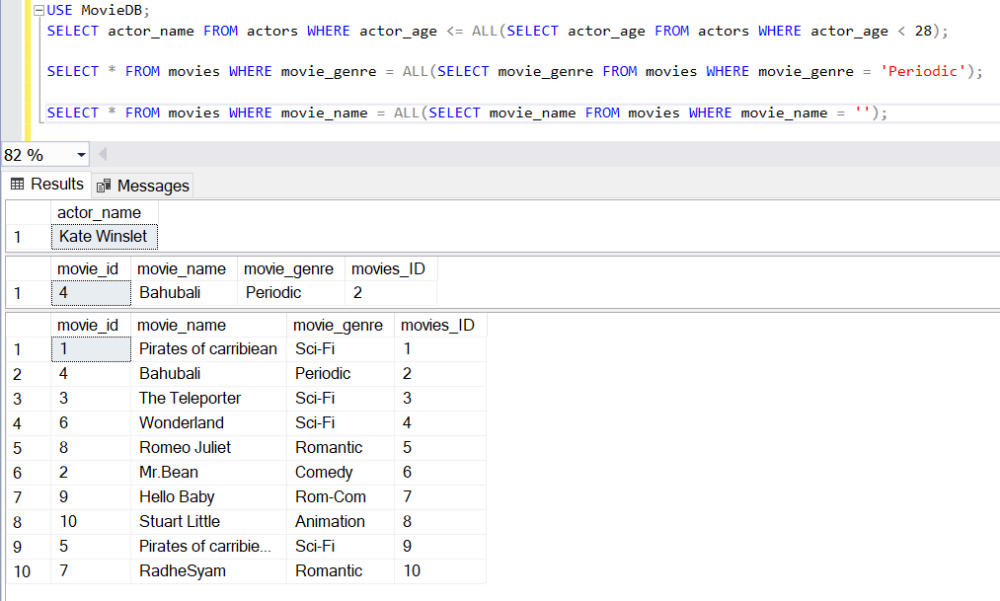 USE MovieDB;
SELECT actor_name FROM actors WHERE actor_age <= ALL(SELECT actor_age FROM actors WHERE actor_age < 28);
SELECT * FROM movies WHERE movie_genre = ALL(SELECT movie_genre FROM movies WHERE movie_genre = 'Periodic');
SELECT * FROM movies WHERE movie_name = ALL(SELECT movie_name FROM movies WHERE movie_name = '');
82 %
Results Messages
actor_name
1 Kate Winslet
movie_id movie_name movie_genre movies_ID
1 4 Bahubali Periodic 2
movie_id movie_name movie_genre movies_ID
1 1 Pirates of carribiean Sci-Fi 1
2 4 Bahubali Periodic 2
3 3 The Teleporter Sci-Fi 3
4 6 Wonderland Sci-Fi 4
5 8 Romeo Juliet Romantic 5
6 2 Mr.Bean Comedy 6
7 9 Hello Baby Rom-Com 7
8 10 Stuart Little Animation 8
9 5 Pirates of carribie... Sci-Fi 9
10 7 RadheSyam Romantic 10